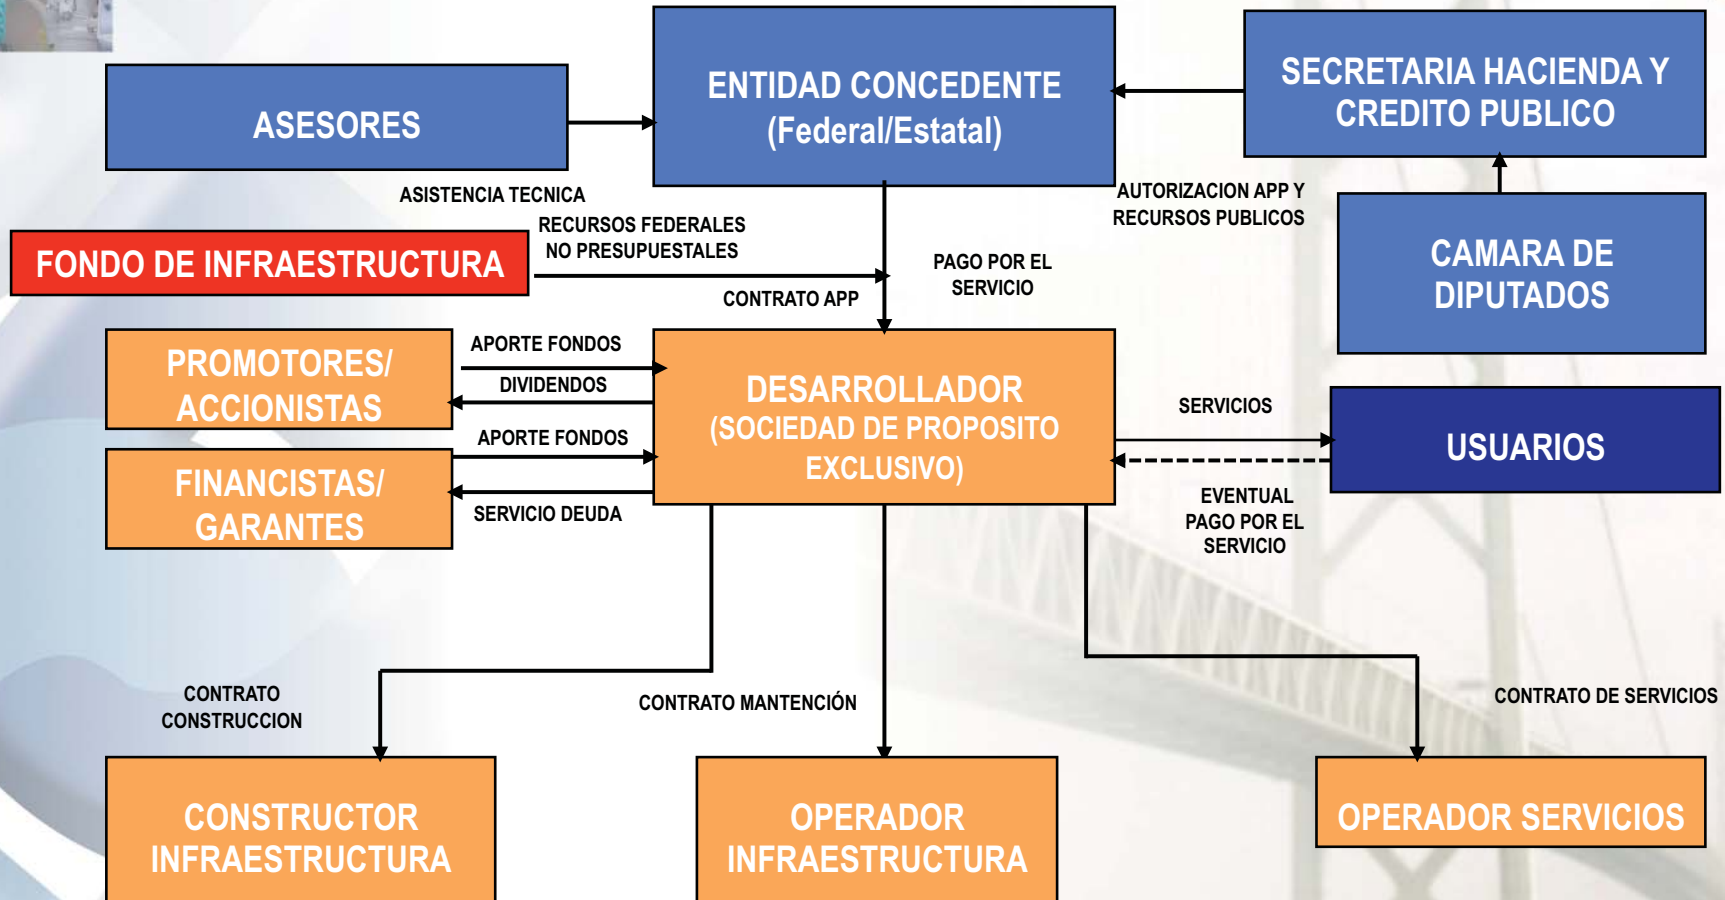 ASESORES
ENTIDAD CONCEDENTE
(Federal/Estatal)
SECRETARIA HACIENDA Y
CREDITO PUBLICO
ASISTENCIA TECNICA
AUTORIZACION APP Y
RECURSOS PUBLICOS
CAMARA DE
DIPUTADOS
FONDO DE INFRAESTRUCTURA
RECURSOS FEDERALES
NO PRESUPUESTALES
CONTRATO APP
PAGO POR EL
SERVICIO
PROMOTORES/
ACCIONISTAS
APORTE FONDOS
DIVIDENDOS
FINANCISTAS/
GARANTES
APORTE FONDOS
SERVICIO DEUDA
DESARROLLADOR
(SOCIEDAD DE PROPOSITO
EXCLUSIVO)
SERVICIOS
USUARIOS
EVENTUAL
PAGO POR EL
SERVICIO
CONTRATO
CONSTRUCCION
CONTRATO MANTENCIÓN
CONTRATO DE SERVICIOS
CONSTRUCTOR
INFRAESTRUCTURA
OPERADOR
INFRAESTRUCTURA
OPERADOR SERVICIOS